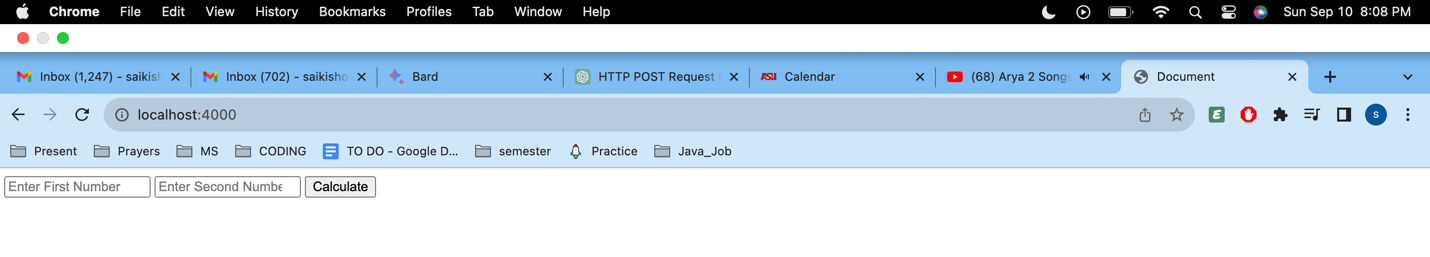 Chrome File Edit View History Bookmarks Profiles Tab Window Help Sun Sep 10 8:08 PM
Inbox (1,247) - saikish Inbox (702) - saikisho Bard HTTP POST Request ASU Calendar (68) Arya 2 Songs Document
localhost:4000 E S
Present Prayers MS CODING TO DO - Google D... semester Practice Java_Job
Enter First Number Enter Second Numbe Calculate